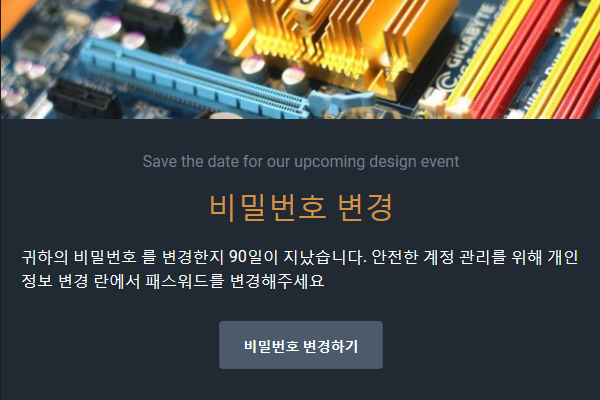 GIGABYTE
Ultra Durable
Save the date for our upcoming design event
비밀번호 변경
귀하의 비밀번호 를 변경한지 90일이 지났습니다. 안전한 계정 관리를 위해 개인
정보 변경 란에서 패스워드를 변경해주세요
비밀번호 변경하기